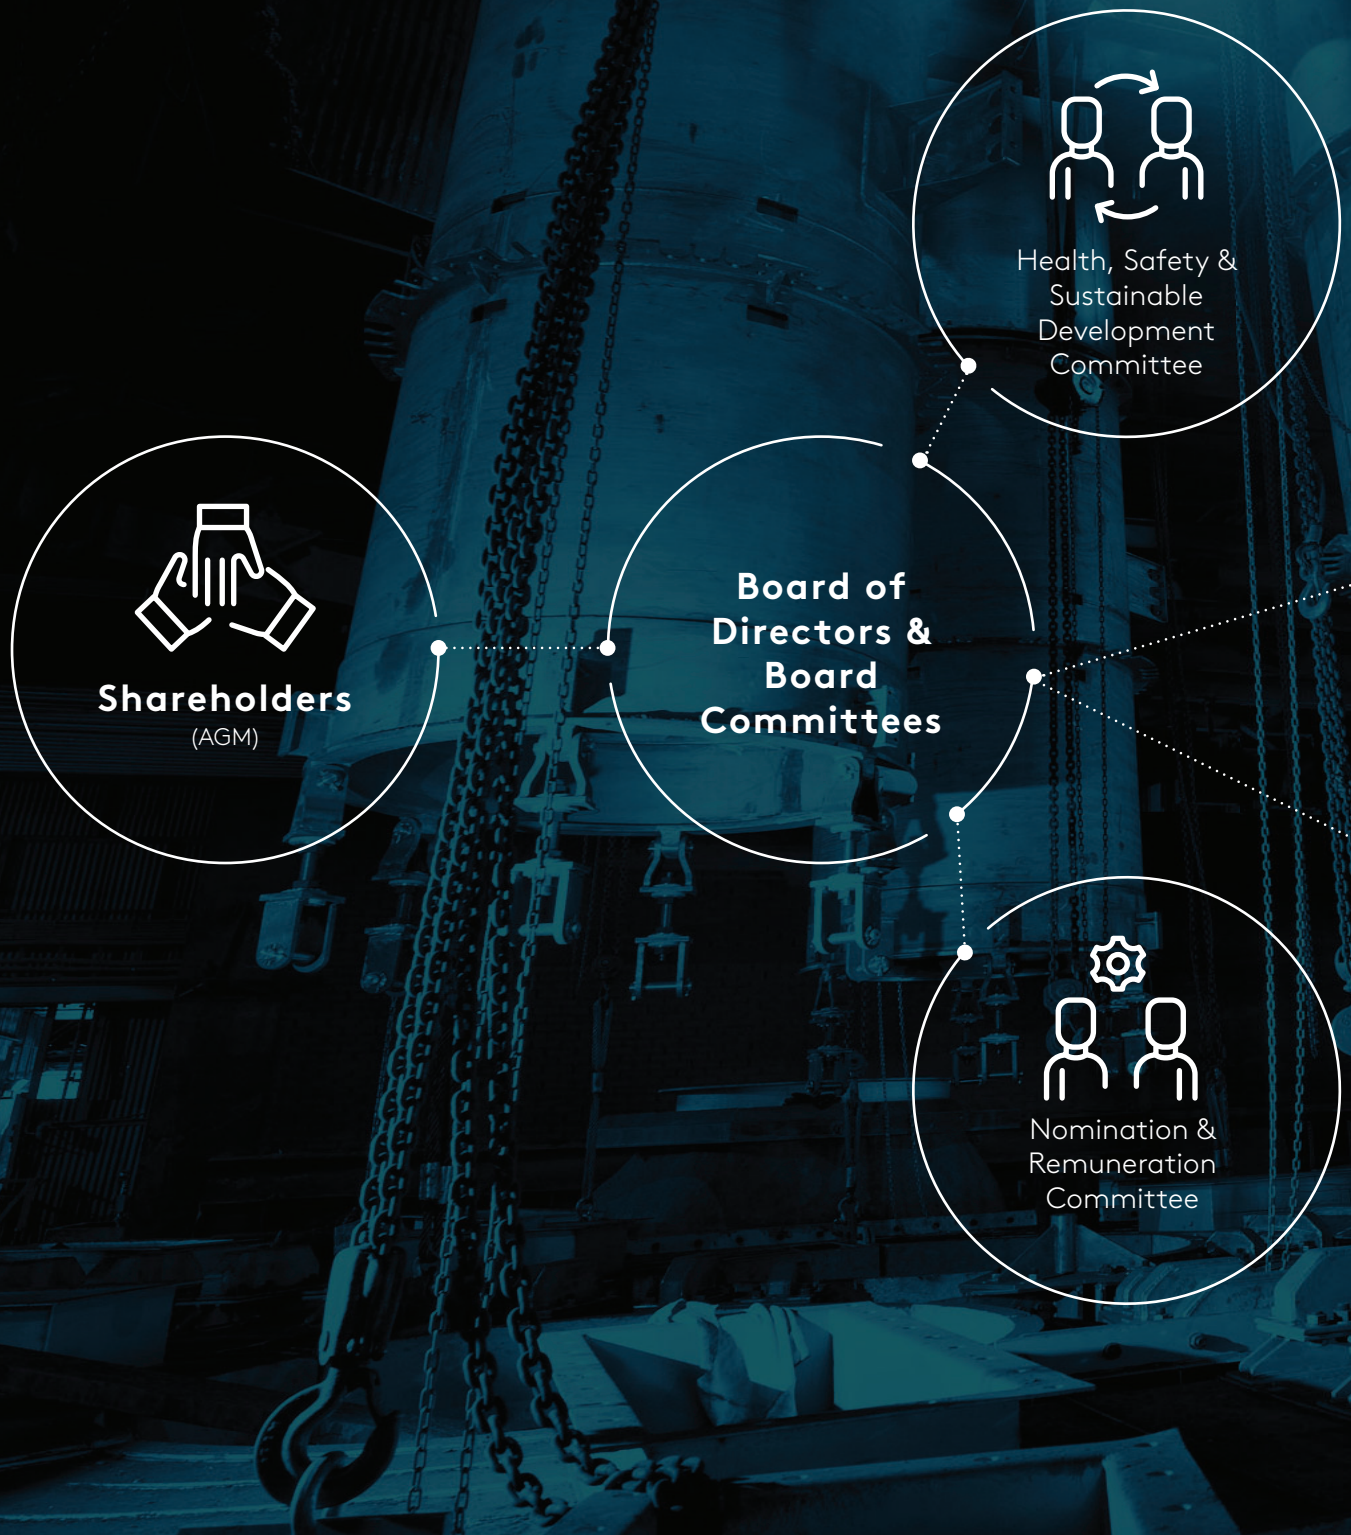 Health, Safety &
Sustainable
Development
Committee
Shareholders
(AGM)
Board of
Directors &
Board
Committees
Nomination &
Remuneration
Committee